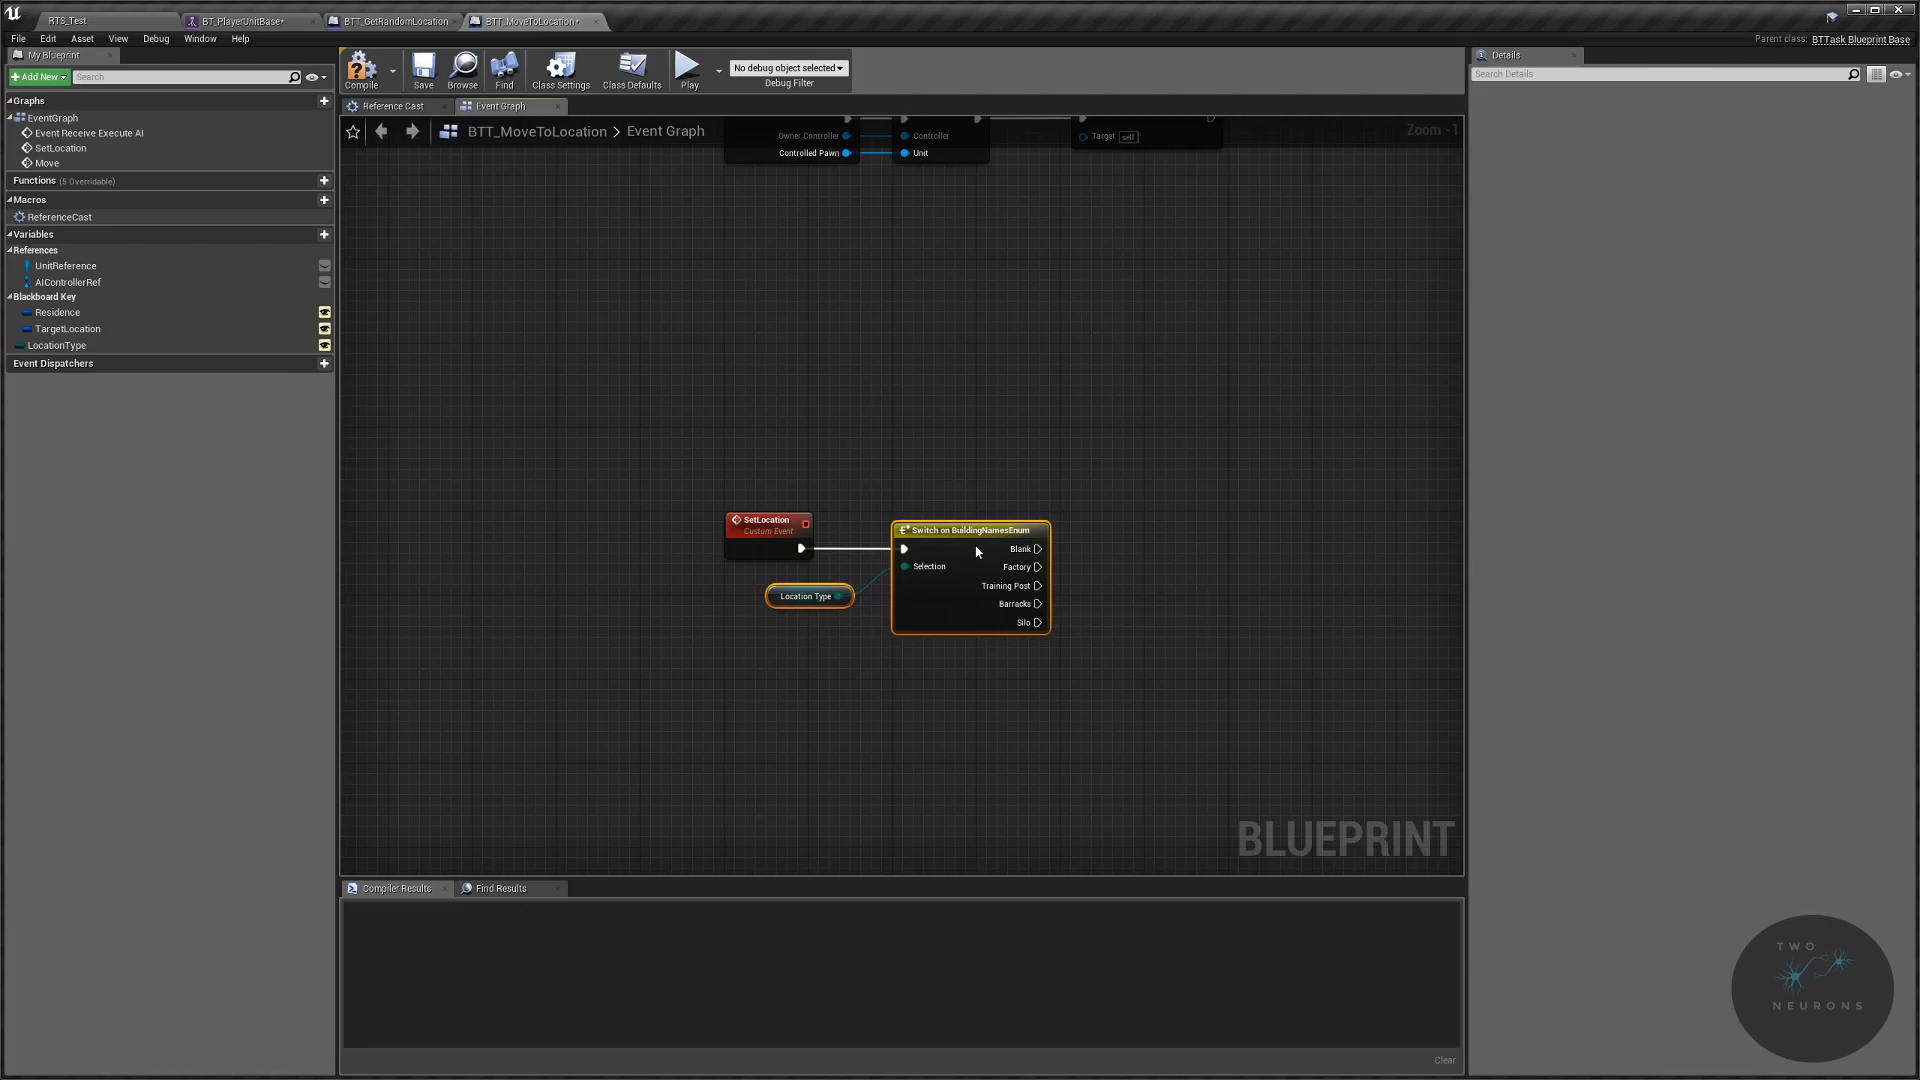 RTS_Test
BT_PlayerUnitBase*
BTT_GetRandomLocation
BTT_MoveToLocation*
File Edit Asset View Debug Window Help
Parent class: BTTask Blueprint Base
My Blueprint
Details
+Add New
Search
Search Details
Compile
Save
Browse
Find
Class Settings
Class Defaults
Play
No debug object selected
Debug Filter
Reference Cast
Event Graph
BTT_MoveToLocation > Event Graph
Zoom -1
Graphs
EventGraph
Event Receive Execute AI
SetLocation
Move
Functions (5 Overridable)
Macros
ReferenceCast
Variables
References
UnitReference
AIControllerRef
Blackboard Key
Residence
TargetLocation
LocationType
Event Dispatchers
Owner Controller
Controller
Target self
Controlled Pawn
Unit
SetLocation
Custom Event
Location Type
Switch on BuildingNamesEnum
Blank
Selection
Factory
Training Post
Barracks
Silo
BLUEPRINT
Compiler Results
Find Results
Clear
TWO
NEURONS